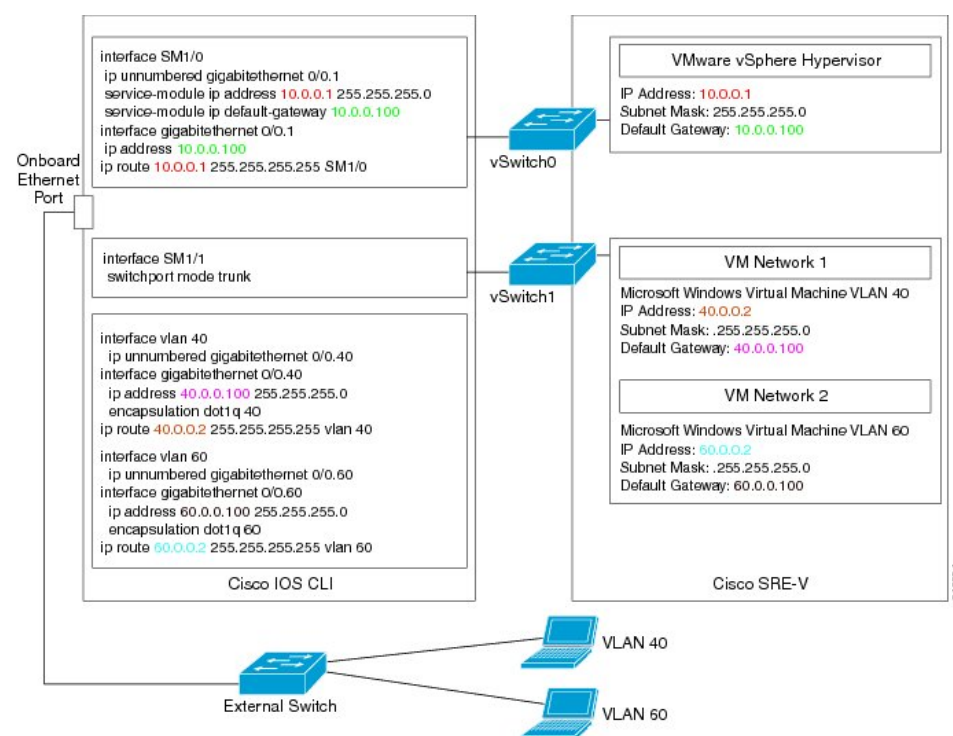 interface SM1/0
ip unnumbered gigabitethernet 0/0.1
service-module ip address 10.0.0.1 255.255.255.0
service-module ip default-gateway 10.0.0.100
interface gigabitethernet 0/0.1
ip address 10.0.0.100
ip route 10.0.0.1 255.255.255.255 SM1/0
Onboard
Ethernet
Port
interface SM1/1
switchport mode trunk
interface vlan 40
ip unnumbered gigabitethernet 0/0.40
interface gigabitethernet 0/0.40
ip address 40.0.0.100 255.255.255.0
encapsulation dot1q 40
ip route 40.0.0.2 255.255.255.255 vlan 40
interface vlan 60
ip unnumbered gigabitethernet 0/0.60
interface gigabitethernet 0/0.60
ip address 60.0.0.100 255.255.255.0
encapsulation dot1q 60
ip route 60.0.0.2 255.255.255.255 vlan 60
Cisco IOS CLI
vSwitch0
vSwitch1
VMware vSphere Hypervisor
IP Address: 10.0.0.1
Subnet Mask: 255.255.255.0
Default Gateway: 10.0.0.100
VM Network 1
Microsoft Windows Virtual Machine VLAN 40
IP Address: 40.0.0.2
Subnet Mask: .255.255.255.0
Default Gateway: 40.0.0.100
VM Network 2
Microsoft Windows Virtual Machine VLAN 60
IP Address: 60.0.0.2
Subnet Mask: .255.255.255.0
Default Gateway: 60.0.0.100
Cisco SRE-V
External Switch
VLAN 40
VLAN 60